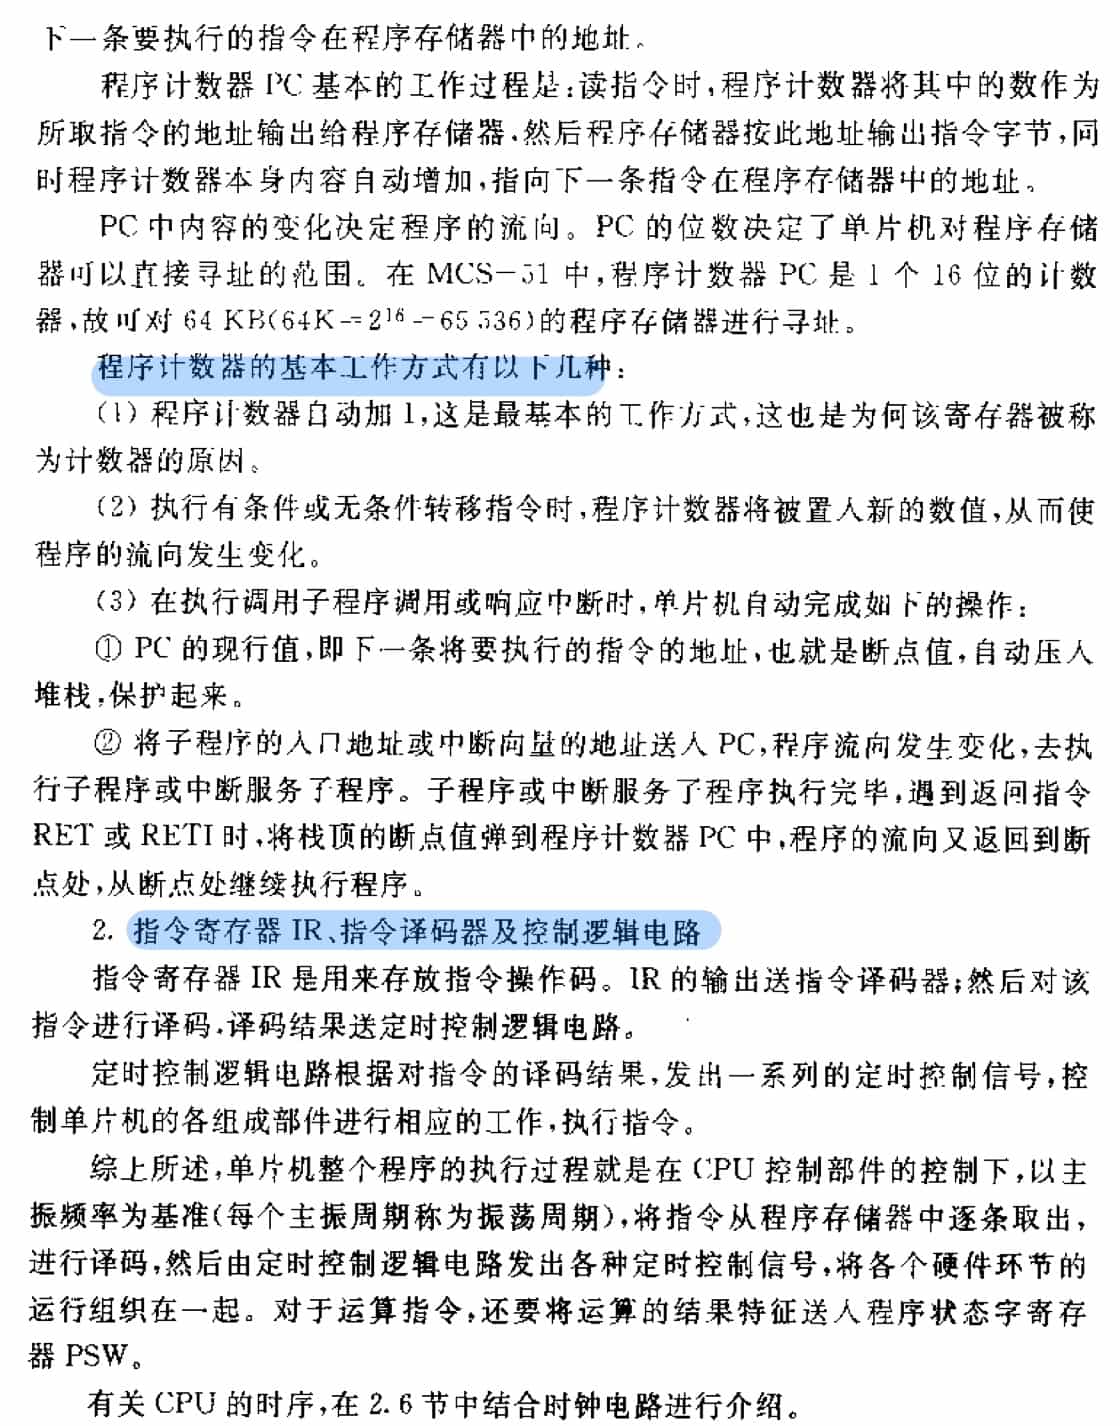 下一条要执行的指令在程序存储器中的地址。
程序计数器 PC 基本的工作过程是:读指令时,程序计数器将其中的数作为
所取指令的地址输出给程序存储器,然后程序存储器按此地址输出指令字节,同
时程序计数器本身内容自动增加,指向下一条指令在程序存储器中的地址。
PC 中内容的变化决定程序的流向。PC 的位数决定了单片机对程序存储
器可以直接寻址的范围。在 MCS-51 中,程序计数器 PC 是 1 个 16 位的计数
器,故可对 64 KB(64K=2¹⁶=65 536)的程序存储器进行寻址。
程序计数器的基本工作方式有以下几种:
(1) 程序计数器自动加 1,这是最基本的工作方式,这也是为何该寄存器被称
为计数器的原因。
(2) 执行有条件或无条件转移指令时,程序计数器将被置入新的数值,从而使
程序的流向发生变化。
(3) 在执行调用子程序调用或响应中断时,单片机自动完成如下的操作:
① PC 的现行值,即下一条将要执行的指令的地址,也就是断点值,自动压入
堆栈,保护起来。
② 将子程序的入口地址或中断向量的地址送入 PC,程序流向发生变化,去执
行子程序或中断服务子程序。子程序或中断服务子程序执行完毕,遇到返回指令
RET 或 RETI 时,将栈顶的断点值弹到程序计数器 PC 中,程序的流向又返回到断
点处,从断点处继续执行程序。
2. 指令寄存器 IR、指令译码器及控制逻辑电路
指令寄存器 IR 是用来存放指令操作码。IR 的输出送指令译码器;然后对该
指令进行译码,译码结果送定时控制逻辑电路。
定时控制逻辑电路根据对指令的译码结果,发出一系列的定时控制信号,控
制单片机的各组成部件进行相应的工作,执行指令。
综上所述,单片机整个程序的执行过程就是在 CPU 控制部件的控制下,以主
振频率为基准(每个主振周期称为振荡周期),将指令从程序存储器中逐条取出,
进行译码,然后由定时控制逻辑电路发出各种定时控制信号,将各个硬件环节的
运行组织在一起。对于运算指令,还要将运算的结果特征送入程序状态字寄存
器 PSW。
有关 CPU 的时序,在 2.6 节中结合时钟电路进行介绍。